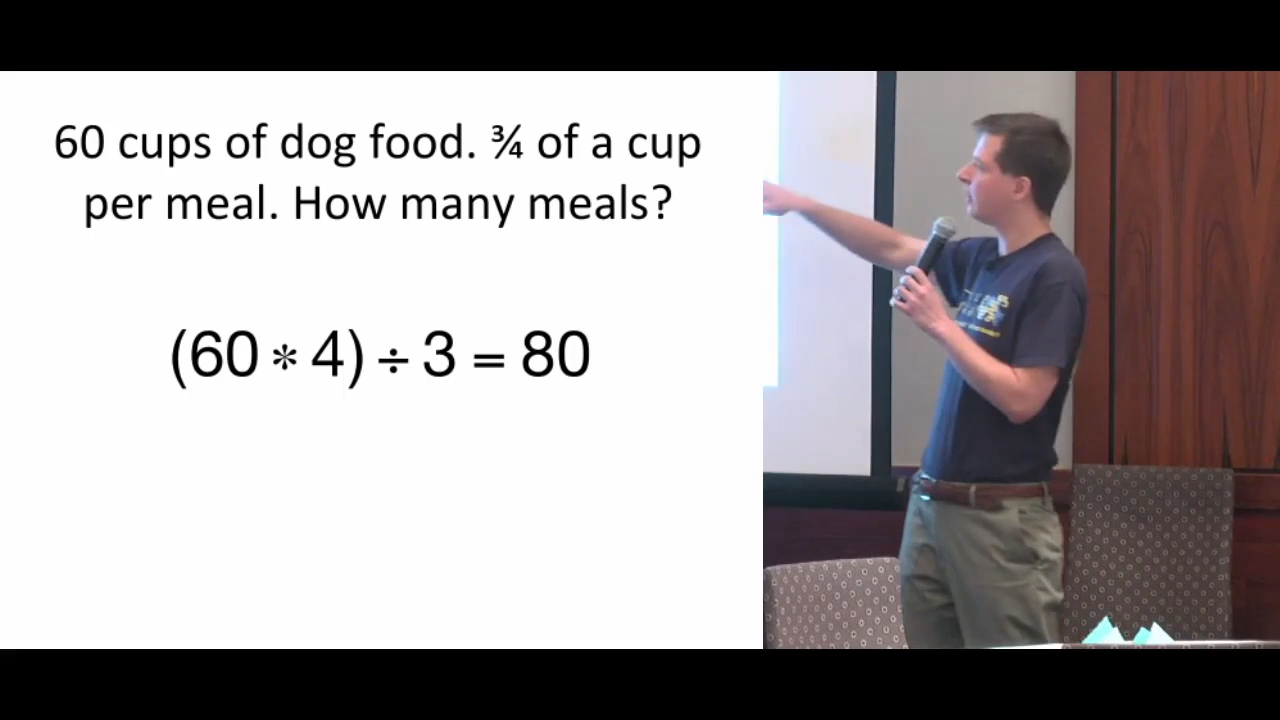 60 cups of dog food. ¾ of a cup
per meal. How many meals?
(60 * 4) ÷ 3 = 80